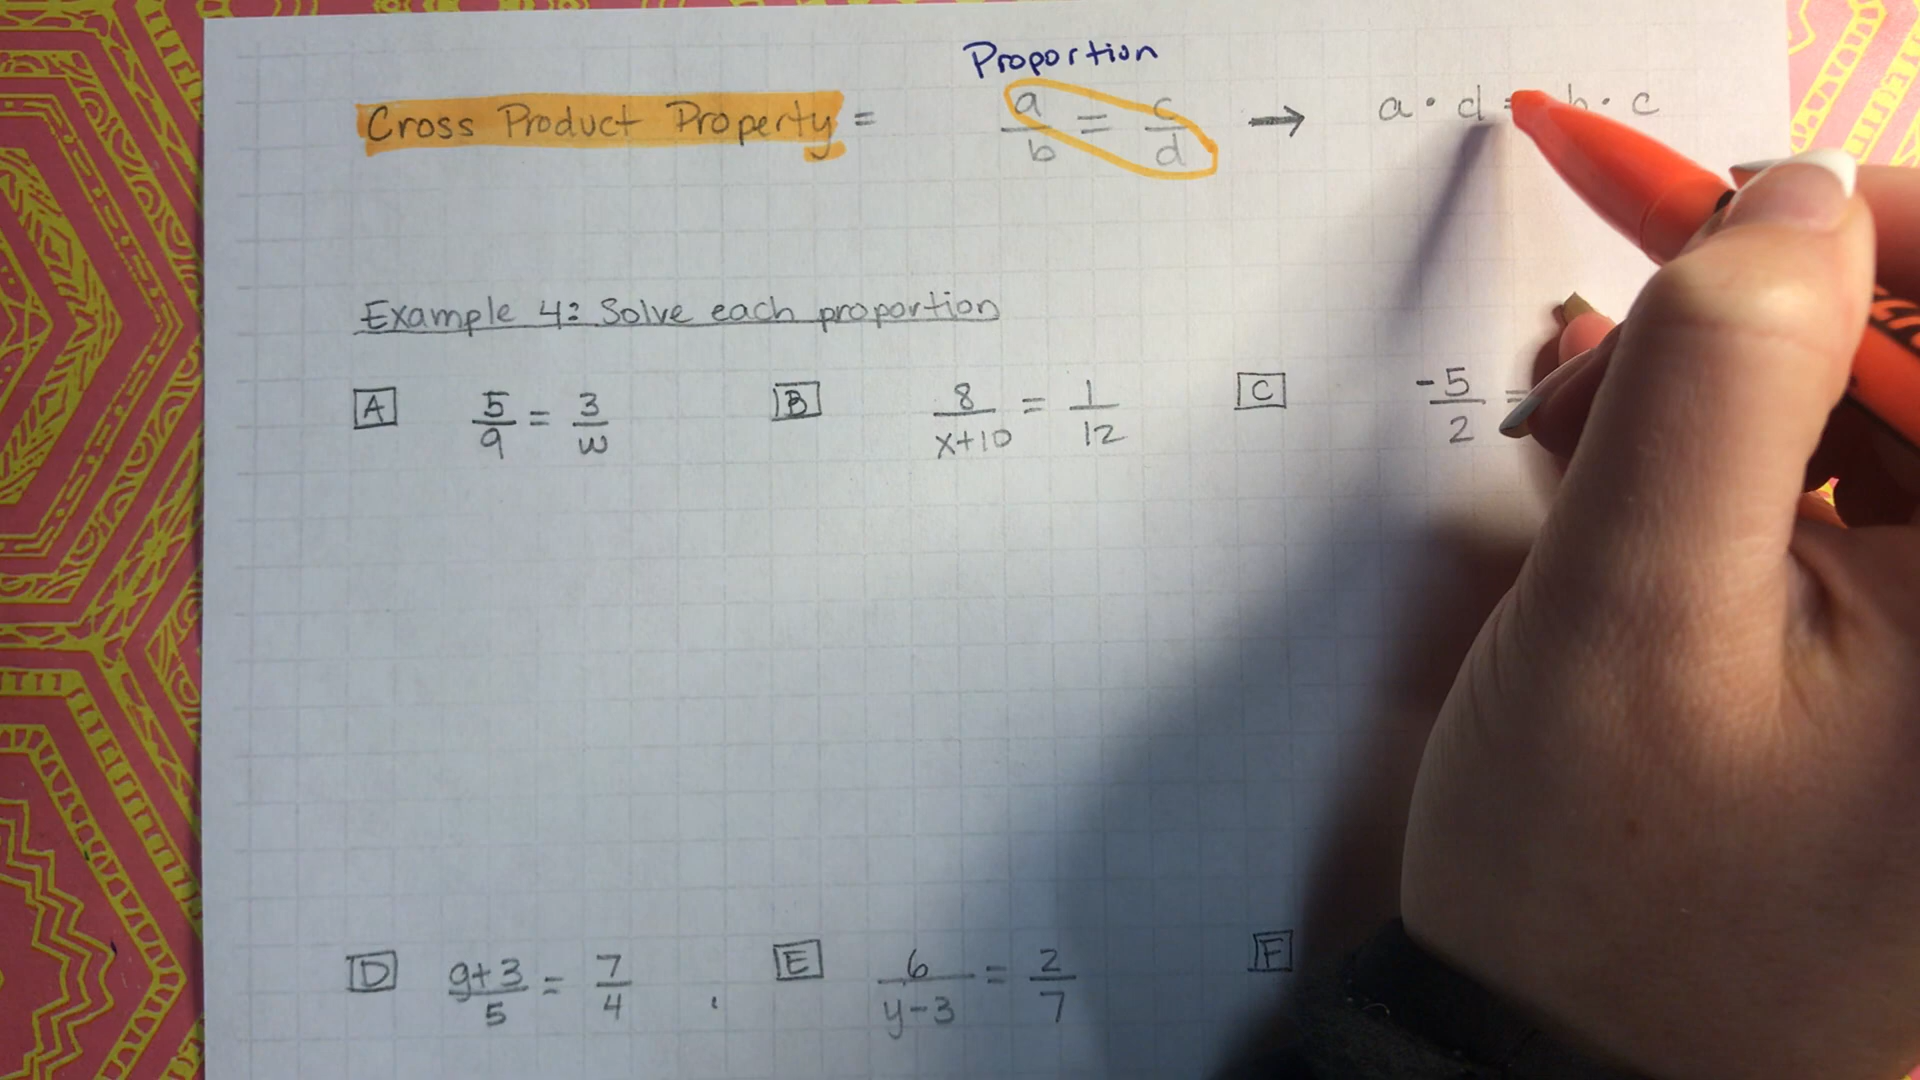 Proportion
Cross Product Property = a/b = c/d → a · d = b · c
Example 4: Solve each proportion
A 5/9 = 3/w
B 8/x+10 = 1/12
C -5/2 =
D g+3/5 = 7/4
E 6/y-3 = 2/7
F